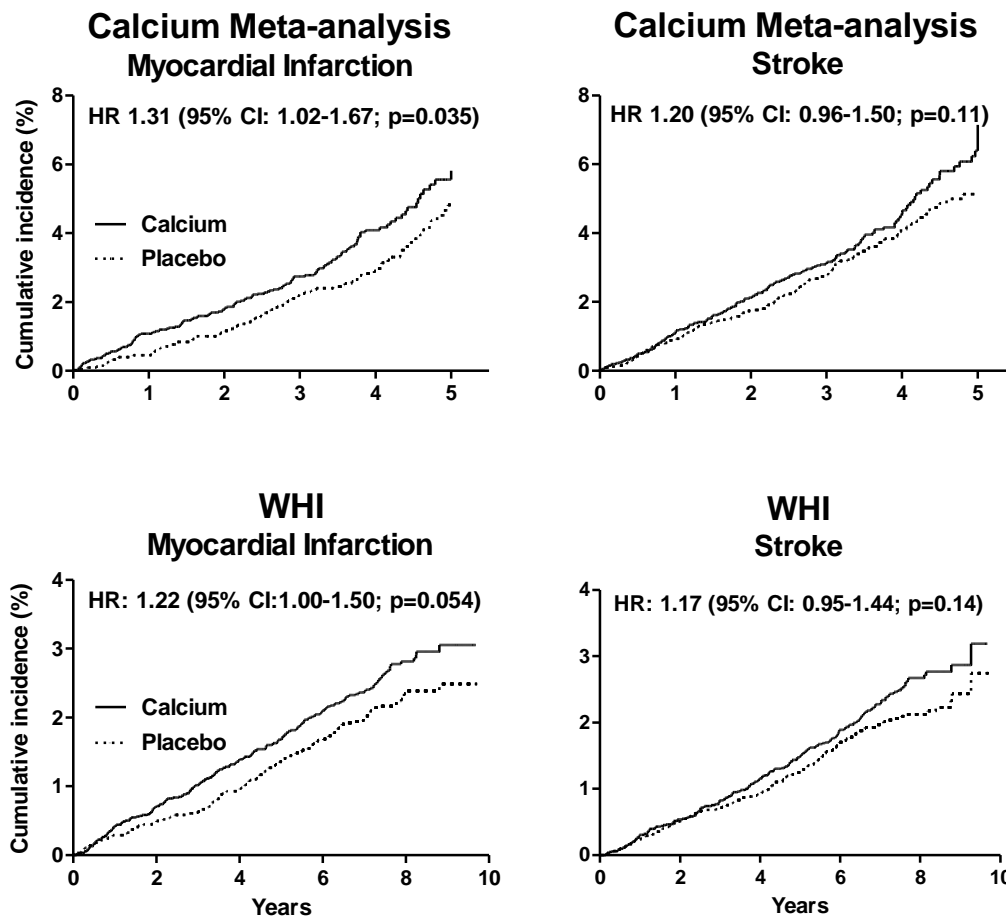 Calcium Meta-analysis
Myocardial Infarction
HR 1.31 (95% CI: 1.02-1.67; p=0.035)
Cumulative incidence (%)
8
6
4
2
0
Calcium
Placebo
0 1 2 3 4 5
Calcium Meta-analysis
Stroke
HR 1.20 (95% CI: 0.96-1.50; p=0.11)
8
6
4
2
0
0 1 2 3 4 5
WHI
Myocardial Infarction
HR: 1.22 (95% CI:1.00-1.50; p=0.054)
Cumulative incidence (%)
4
3
2
1
0
Calcium
Placebo
0 2 4 6 8 10
Years
WHI
Stroke
HR: 1.17 (95% CI: 0.95-1.44; p=0.14)
4
3
2
1
0
0 2 4 6 8 10
Years